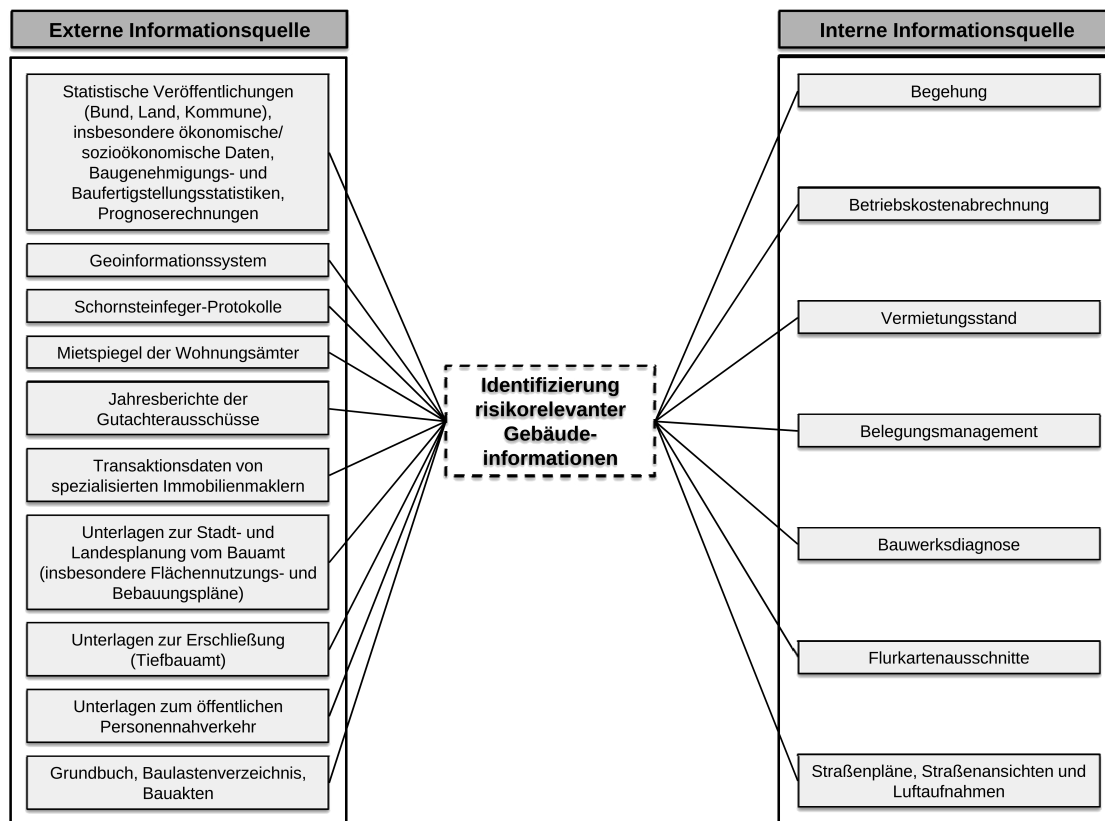 Externe Informationsquelle
Statistische Veröffentlichungen
(Bund, Land, Kommune),
insbesondere ökonomische/
sozioökonomische Daten,
Baugenehmigungs- und
Baufertigstellungsstatistiken,
Prognoserechnungen
Geoinformationssystem
Schornsteinfeger-Protokolle
Mietspiegel der Wohnungsämter
Jahresberichte der
Gutachterausschüsse
Transaktionsdaten von
spezialisierten Immobilienmaklern
Unterlagen zur Stadt- und
Landesplanung vom Bauamt
(insbesondere Flächennutzungs- und
Bebauungspläne)
Unterlagen zur Erschließung
(Tiefbauamt)
Unterlagen zum öffentlichen
Personennahverkehr
Grundbuch, Baulastenverzeichnis,
Bauakten
Identifizierung
risikorelevanter
Gebäude-
informationen
Interne Informationsquelle
Begehung
Betriebskostenabrechnung
Vermietungsstand
Belegungsmanagement
Bauwerksdiagnose
Flurkartenausschnitte
Straßenpläne, Straßenansichten und
Luftaufnahmen